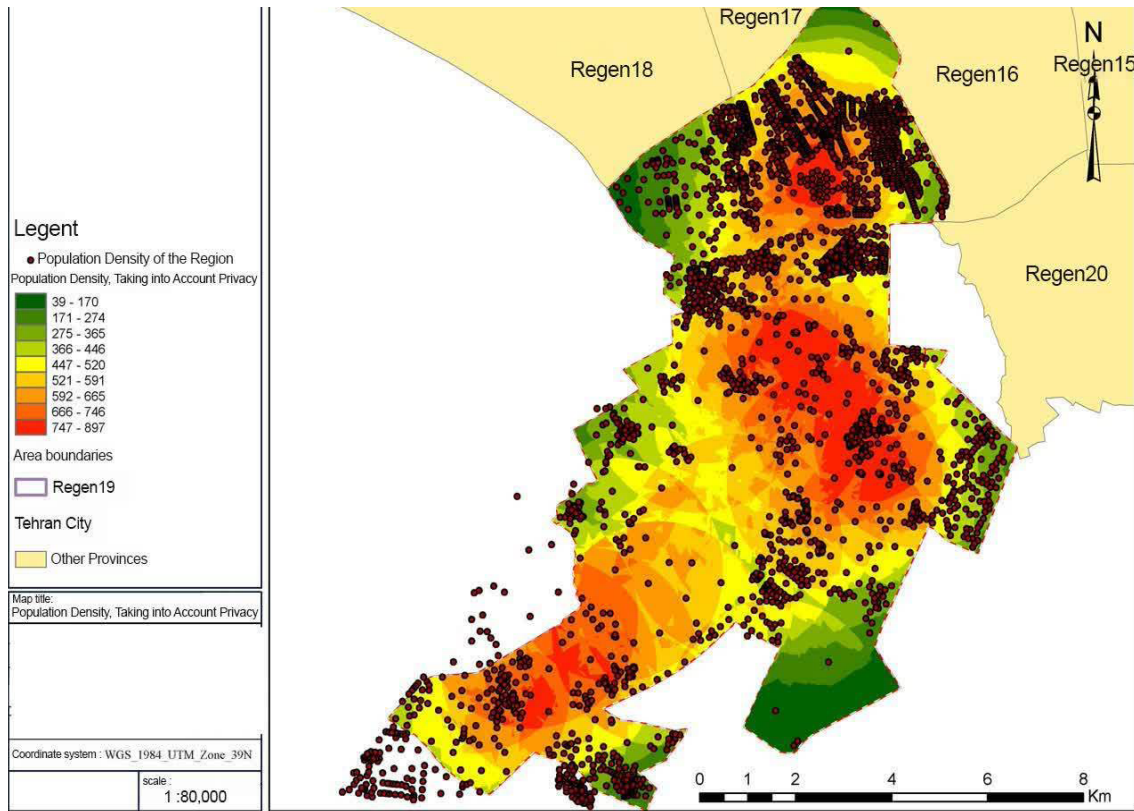 Regen17
Regen18
Regen16
Regen15
N
Regen20
Legent
Population Density of the Region
Population Density, Taking into Account Privacy
39 - 170
171 - 274
275 - 365
366 - 446
447 - 520
521 - 591
592 - 665
666 - 746
747 - 897
Area boundaries
Regen19
Tehran City
Other Provinces
Map title:
Population Density, Taking into Account Privacy
Coordinate system : WGS_1984_UTM_Zone_39N
scale :
1 :80,000
0 1 2 4 6 8
Km